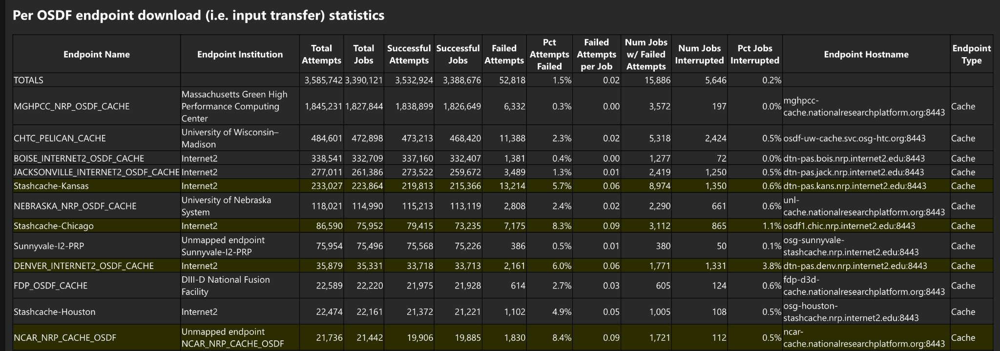 Per OSDF endpoint download (i.e. input transfer) statistics
Endpoint Name Endpoint Institution Total Attempts Total Jobs Successful Attempts Successful Jobs Failed Attempts Pct Attempts Failed Failed Attempts per Job Num Jobs w/ Failed Attempts Num Jobs Interrupted Pct Jobs Interrupted Endpoint Hostname Endpoint Type
TOTALS 3,585,742 3,390,121 3,532,924 3,388,676 52,818 1.5% 0.02 15,886 5,646 0.2%
MGHPCC_NRP_OSDF_CACHE Massachusetts Green High Performance Computing Center 1,845,231 1,827,844 1,838,899 1,826,649 6,332 0.3% 0.00 3,572 197 0.0% mghpcc-cache.nationalresearchplatform.org:8443 Cache
CHTC_PELICAN_CACHE University of Wisconsin–Madison 484,601 472,898 473,213 468,420 11,388 2.3% 0.02 5,318 2,424 0.5% osdf-uw-cache.svc.osg-htc.org:8443 Cache
BOISE_INTERNET2_OSDF_CACHE Internet2 338,541 332,709 337,160 332,407 1,381 0.4% 0.00 1,277 72 0.0% dtn-pas.bois.nrp.internet2.edu:8443 Cache
JACKSONVILLE_INTERNET2_OSDF_CACHE Internet2 277,011 261,386 273,522 259,672 3,489 1.3% 0.01 2,419 1,250 0.5% dtn-pas.jack.nrp.internet2.edu:8443 Cache
Stashcache-Kansas Internet2 233,027 223,864 219,813 215,366 13,214 5.7% 0.06 8,974 1,350 0.6% dtn-pas.kans.nrp.internet2.edu:8443 Cache
NEBRASKA_NRP_OSDF_CACHE University of Nebraska System 118,021 114,990 115,213 113,119 2,808 2.4% 0.02 2,290 661 0.6% unl-cache.nationalresearchplatform.org:8443 Cache
Stashcache-Chicago Internet2 86,590 75,952 79,415 73,235 7,175 8.3% 0.09 3,112 865 1.1% osdf1.chic.nrp.internet2.edu:8443 Cache
Sunnyvale-I2-PRP Unmapped endpoint Sunnyvale-I2-PRP 75,954 75,496 75,568 75,226 386 0.5% 0.01 380 50 0.1% osg-sunnyvale-stashcache.nrp.internet2.edu:8443 Cache
DENVER_INTERNET2_OSDF_CACHE Internet2 35,879 35,331 33,718 33,713 2,161 6.0% 0.06 1,771 1,331 3.8% dtn-pas.denv.nrp.internet2.edu:8443 Cache
FDP_OSDF_CACHE DIII-D National Fusion Facility 22,589 22,220 21,975 21,928 614 2.7% 0.03 605 124 0.6% fdp-d3d-cache.nationalresearchplatform.org:8443 Cache
Stashcache-Houston Internet2 22,474 22,161 21,372 21,221 1,102 4.9% 0.05 1,005 108 0.5% osg-houston-stashcache.nrp.internet2.edu:8443 Cache
NCAR_NRP_CACHE_OSDF Unmapped endpoint NCAR_NRP_CACHE_OSDF 21,736 21,442 19,906 19,885 1,830 8.4% 0.09 1,721 112 0.5% ncar-cache.nationalresearchplatform.org:8443 Cache